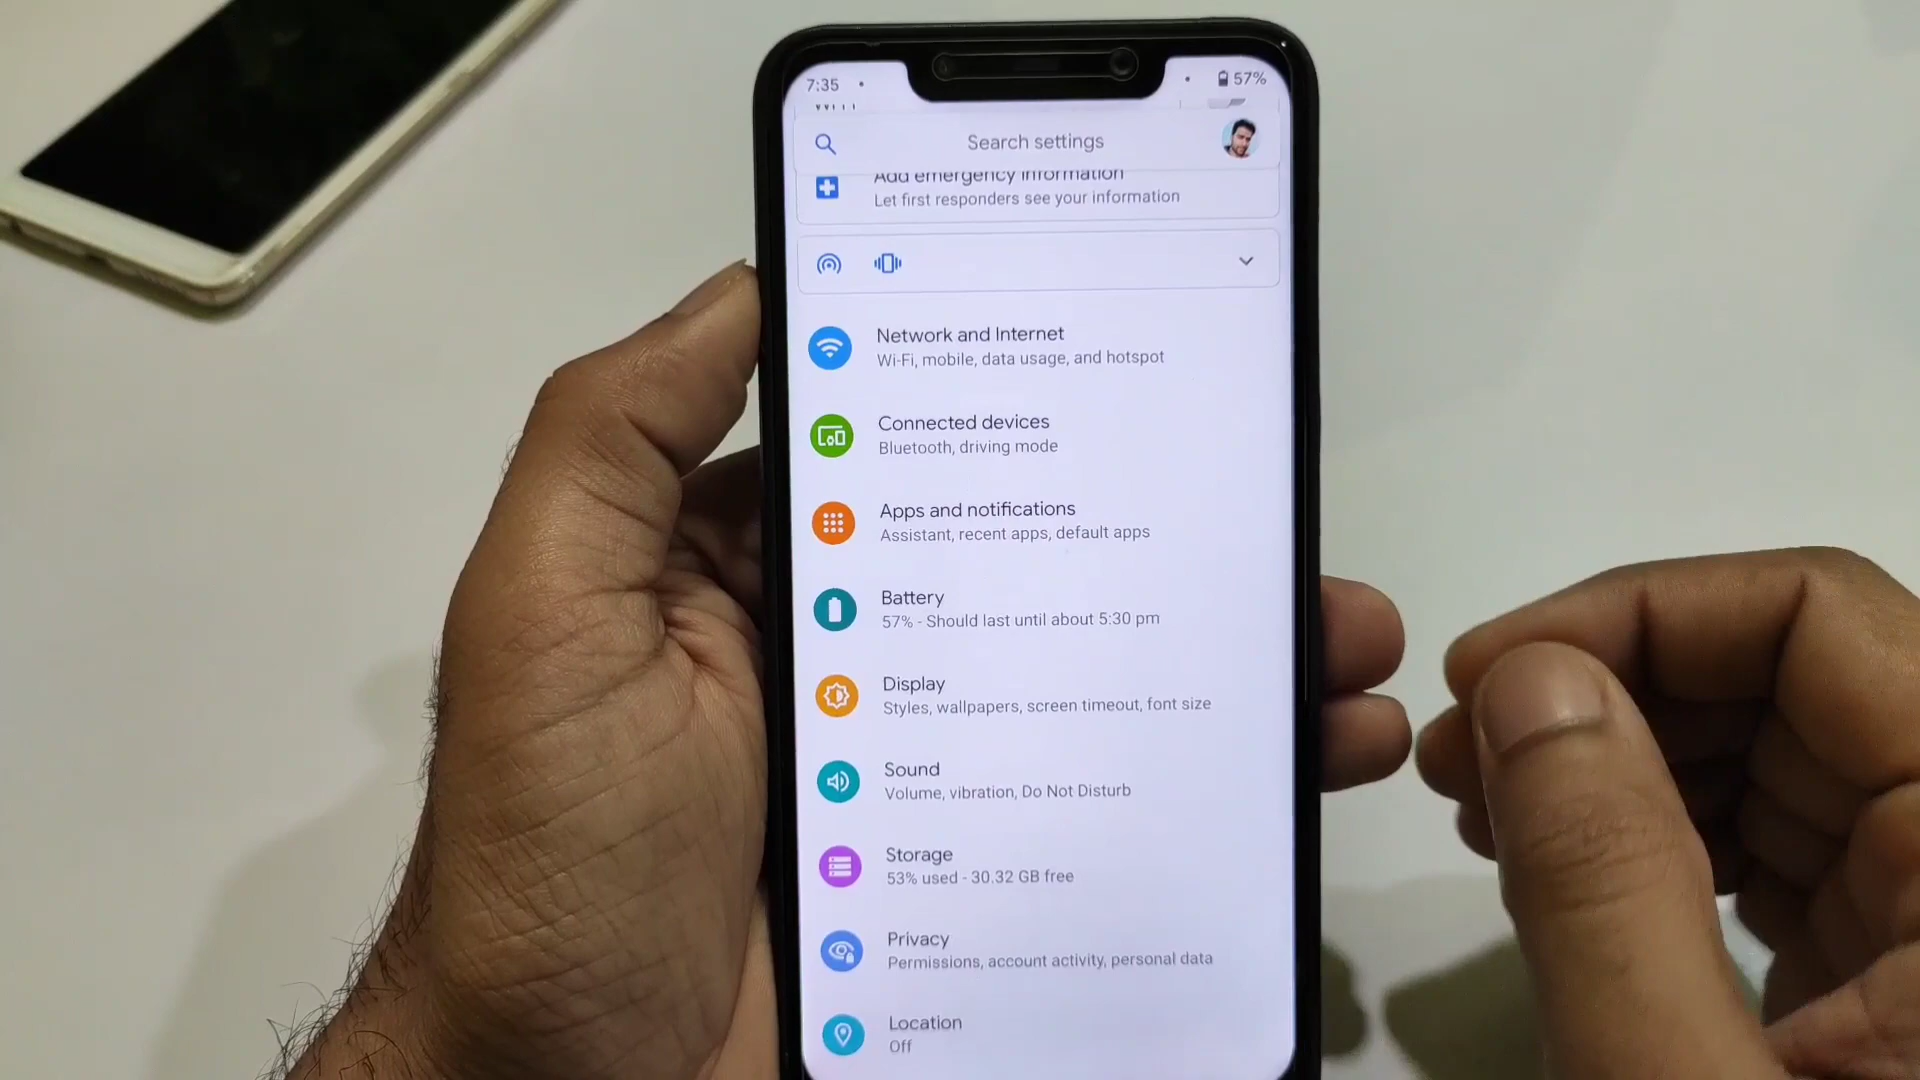 7:35
57%
Search settings
Add emergency information
Let first responders see your information
Network and Internet
Wi-Fi, mobile, data usage, and hotspot
Connected devices
Bluetooth, driving mode
Apps and notifications
Assistant, recent apps, default apps
Battery
57% - Should last until about 5:30 pm
Display
Styles, wallpapers, screen timeout, font size
Sound
Volume, vibration, Do Not Disturb
Storage
53% used - 30.32 GB free
Privacy
Permissions, account activity, personal data
Location
Off